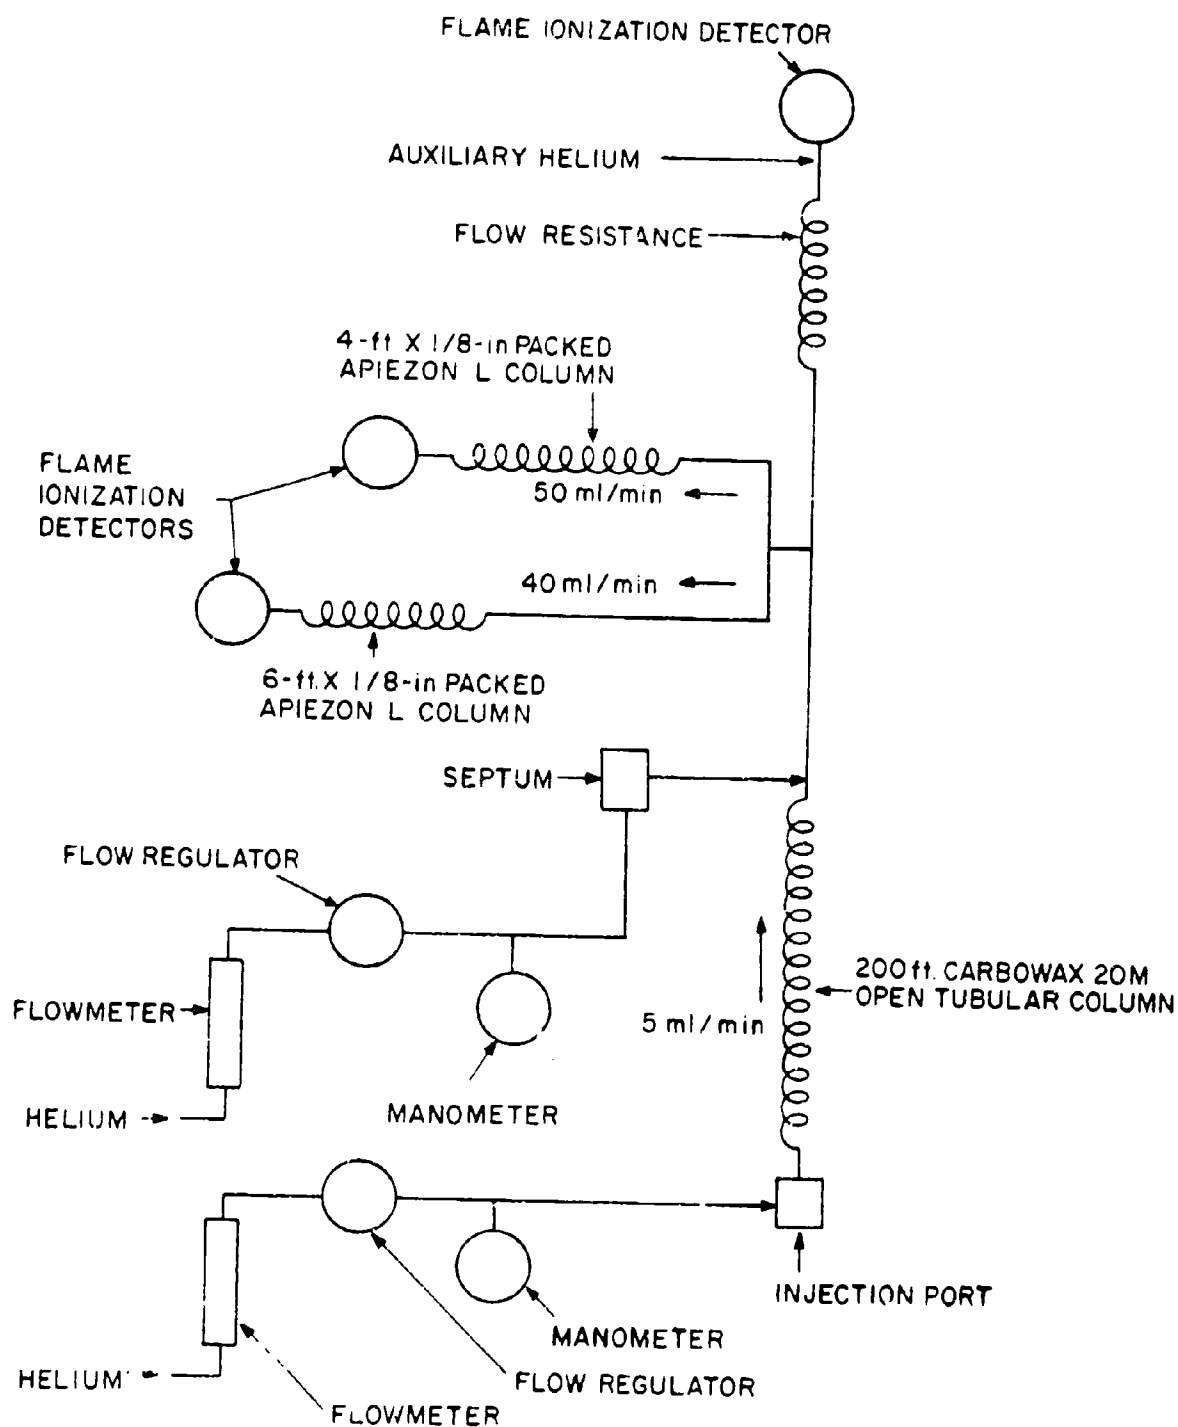 FLAME IONIZATION DETECTOR
AUXILIARY HELIUM
FLOW RESISTANCE
4-ft X 1/8-in PACKED
APIEZON L COLUMN
FLAME
IONIZATION
DETECTORS
50 ml/min
40 ml/min
6-ft. X 1/8-in PACKED
APIEZON L COLUMN
SEPTUM
FLOW REGULATOR
200 ft. CARBOWAX 20M
OPEN TUBULAR COLUMN
FLOWMETER
5 ml/min
HELIUM
MANOMETER
INJECTION PORT
MANOMETER
HELIUM
FLOW REGULATOR
FLOWMETER